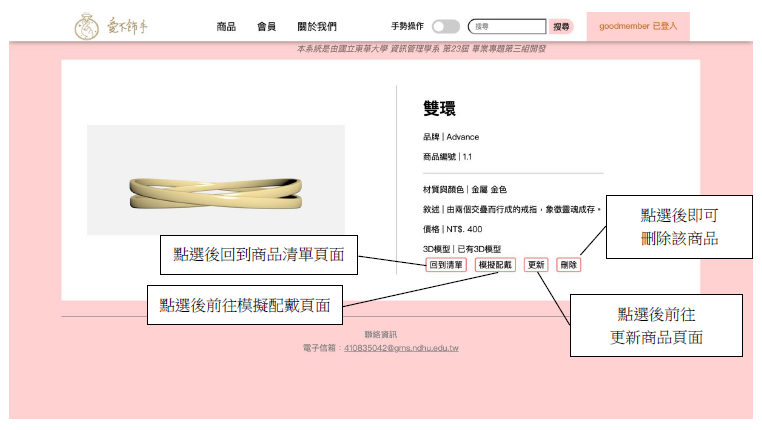 愛不飾手 商品 會員 關於我們 手勢操作 搜尋 搜尋 goodmember 已登入
本系統是由國立東華大學 資訊管理學系 第23屆 畢業專題第三組開發
雙環
品牌 | Advance
商品編號 | 1.1
材質與顏色 | 金屬 金色
敘述 | 由兩個交疊而行成的戒指，象徵靈魂成存。
價格 | NT$. 400
3D模型 | 已有3D模型
回到清單 模擬配戴 更新 刪除
點選後即可
刪除該商品
點選後回到商品清單頁面
點選後前往模擬配戴頁面
點選後前往
更新商品頁面
聯絡資訊
電子信箱：410835042@gms.ndhu.edu.tw